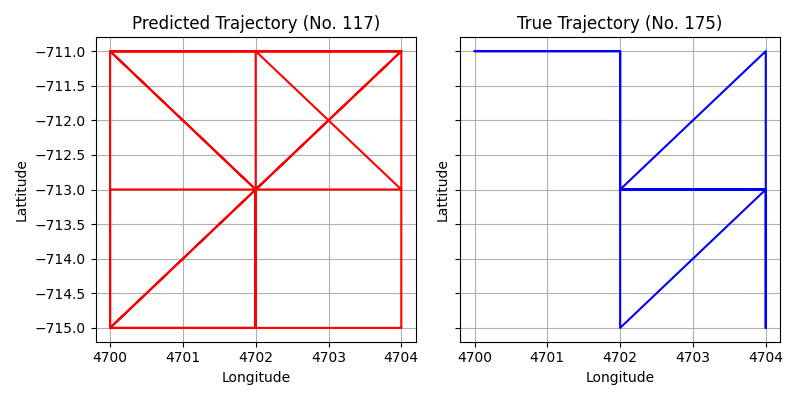 Predicted Trajectory (No. 117)
True Trajectory (No. 175)
Lattitude
−711.0
−711.5
−712.0
−712.5
−713.0
−713.5
−714.0
−714.5
−715.0
4700 4701 4702 4703 4704
Longitude
Lattitude
4700 4701 4702 4703 4704
Longitude